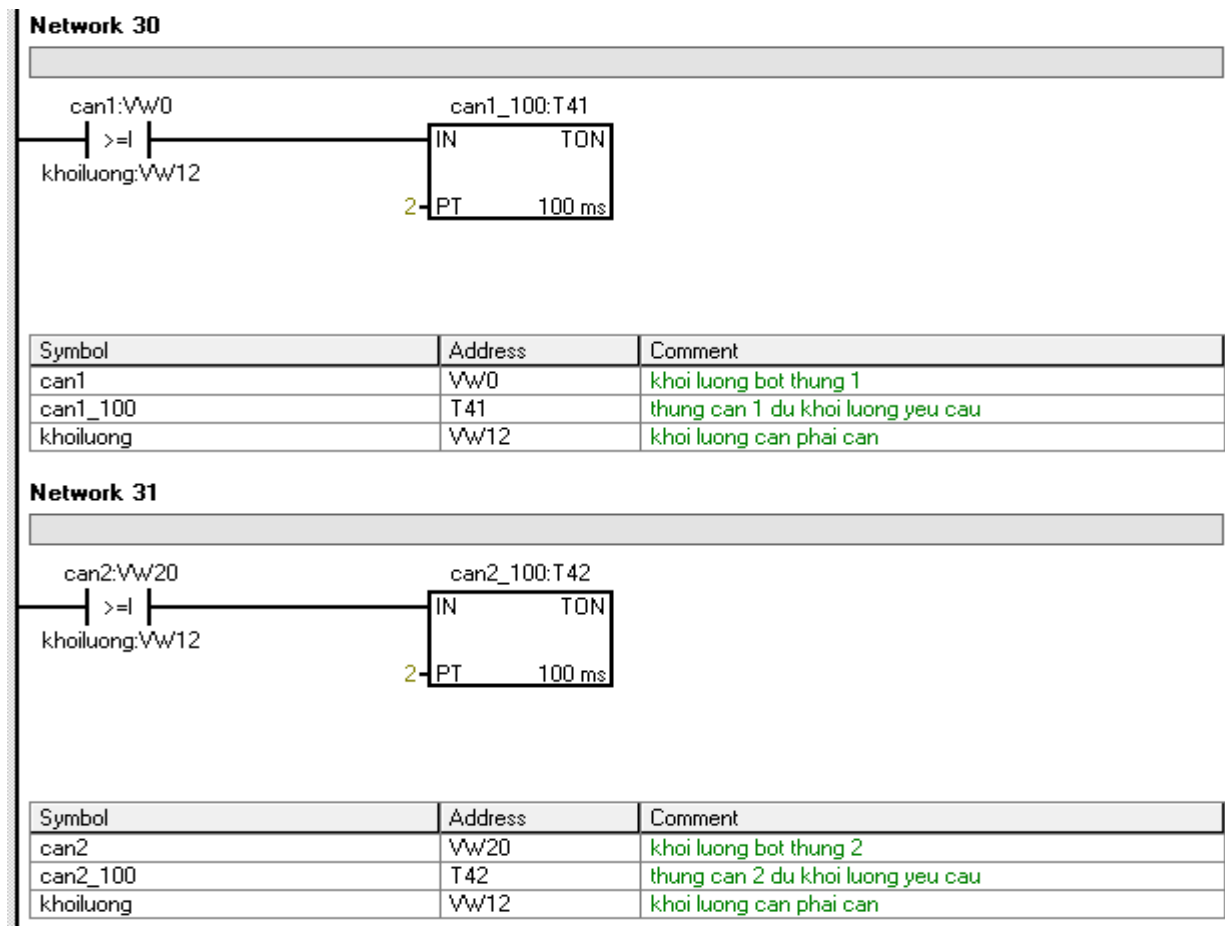 Network 30
can1:VW0 can1_100:T41
>=I IN TON
khoiluong:VW12
2 PT 100 ms
Symbol Address Comment
can1 VW0 khoi luong bot thung 1
can1_100 T41 thung can 1 du khoi luong yeu cau
khoiluong VW12 khoi luong can phai can
Network 31
can2:VW20 can2_100:T42
>=I IN TON
khoiluong:VW12
2 PT 100 ms
Symbol Address Comment
can2 VW20 khoi luong bot thung 2
can2_100 T42 thung can 2 du khoi luong yeu cau
khoiluong VW12 khoi luong can phai can